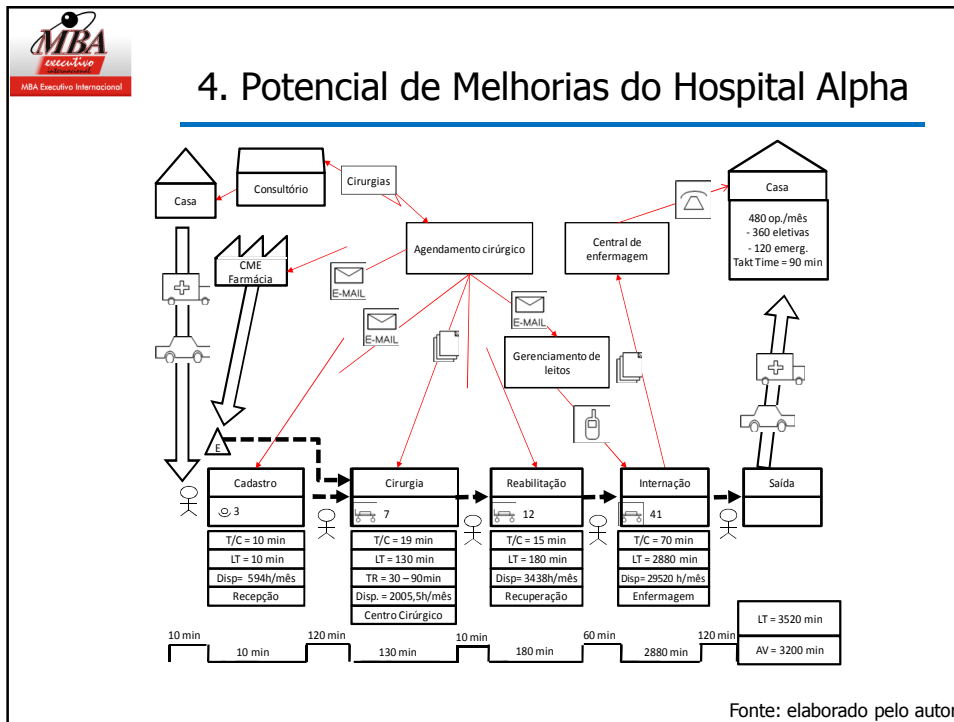 MBA
executivo
internacional
MBA Executivo Internacional
4. Potencial de Melhorias do Hospital Alpha
Casa
Consultório
Cirurgias
Agendamento cirúrgico
Central de
enfermagem
Casa
480 op./mês
- 360 eletivas
- 120 emerg.
Takt Time = 90 min
CME
Farmácia
E-MAIL
E-MAIL
E-MAIL
Gerenciamento de
leitos
E
Cadastro
3
T/C = 10 min
LT = 10 min
Disp= 594h/mês
Recepção
Cirurgia
7
T/C = 19 min
LT = 130 min
TR = 30 – 90min
Disp. = 2005,5h/mês
Centro Cirúrgico
Reabilitação
12
T/C = 15 min
LT = 180 min
Disp= 3438h/mês
Recuperação
Internação
41
T/C = 70 min
LT = 2880 min
Disp= 29520 h/mês
Enfermagem
Saída
10 min
10 min
120 min
130 min
10 min
180 min
60 min
2880 min
120 min
LT = 3520 min
AV = 3200 min
Fonte: elaborado pelo autor